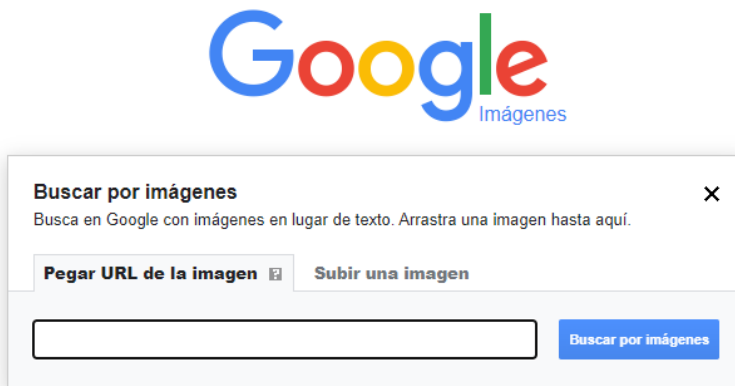 Google
Imágenes
Buscar por imágenes
Busca en Google con imágenes en lugar de texto. Arrastra una imagen hasta aquí.
Pegar URL de la imagen ? Subir una imagen
Buscar por imágenes